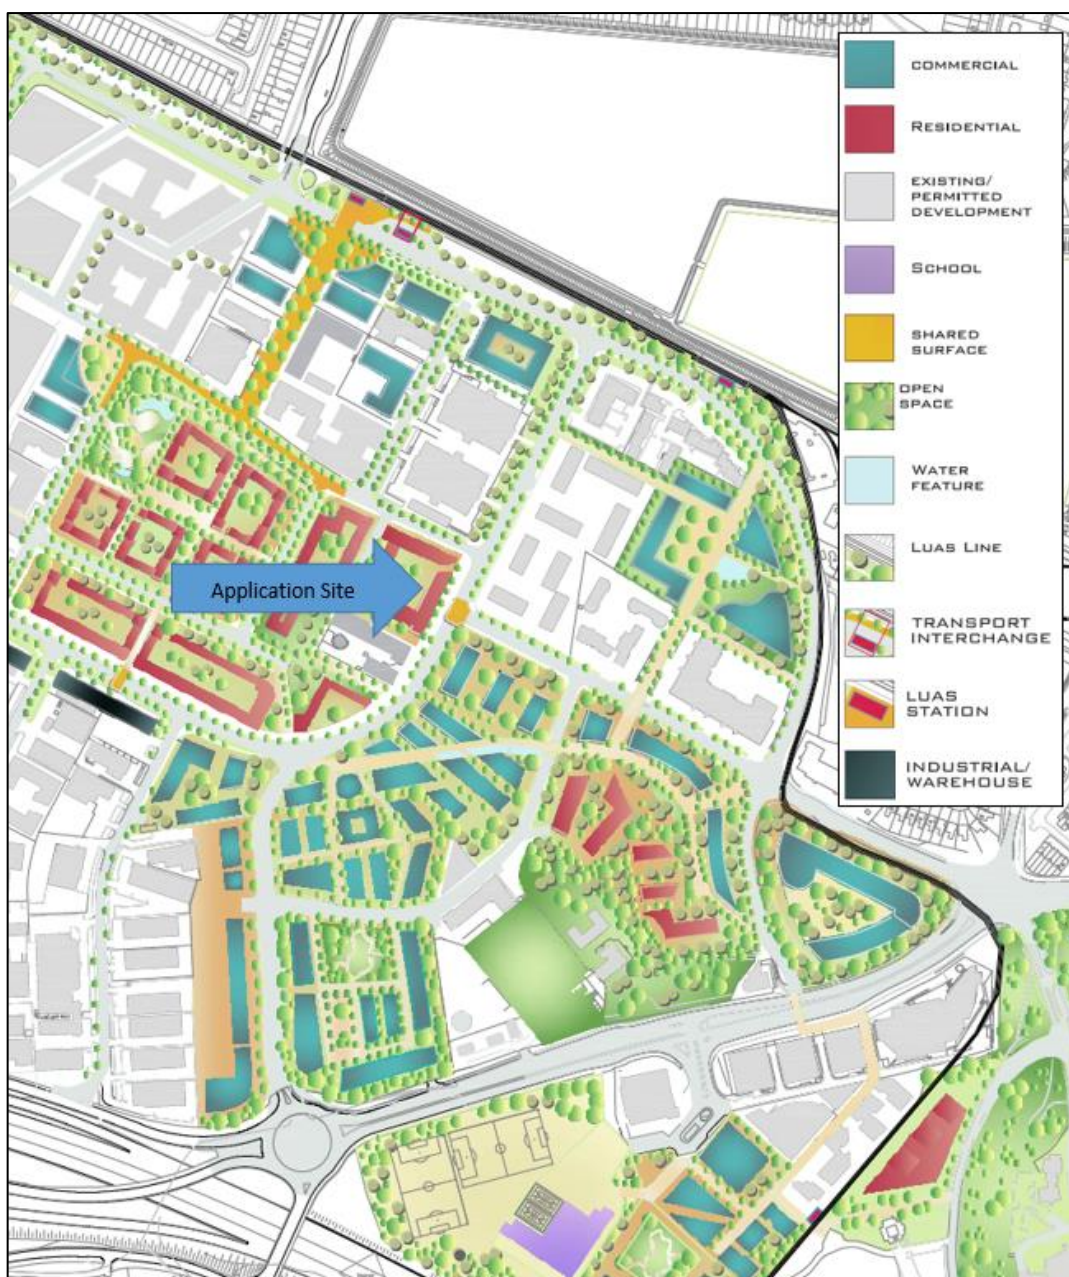 COMMERCIAL
RESIDENTIAL
EXISTING/
PERMITTED
DEVELOPMENT
SCHOOL
SHARED
SURFACE
OPEN
SPACE
WATER
FEATURE
LUAS LINE
TRANSPORT
INTERCHANGE
LUAS
STATION
INDUSTRIAL/
WAREHOUSE
Application Site